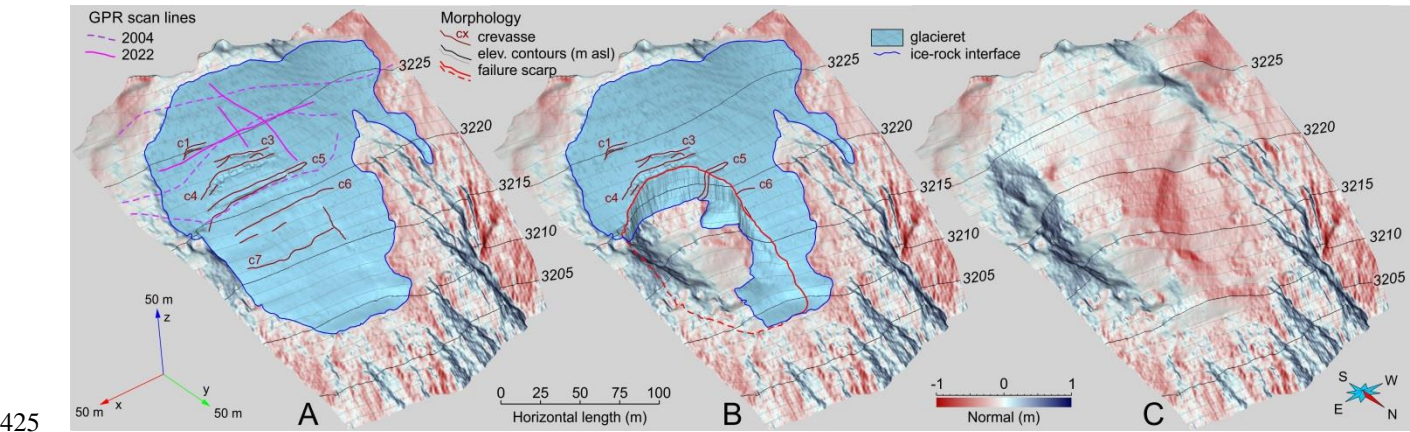 GPR scan lines
2004
2022
Morphology
cx crevasse
elev. contours (m asl)
failure scarp
glacieret
ice-rock interface
3225
3220
3215
3210
3205
c1
c3
c5
c4
c6
c7
50 m
z
50 m
x
y
50 m
A
3225
3220
3215
3210
3205
c1
c3
c5
c4
c6
0 25 50 75 100
Horizontal length (m)
B
3225
3220
3215
3210
3205
-1 0 1
Normal (m)
C
S W
E N
425